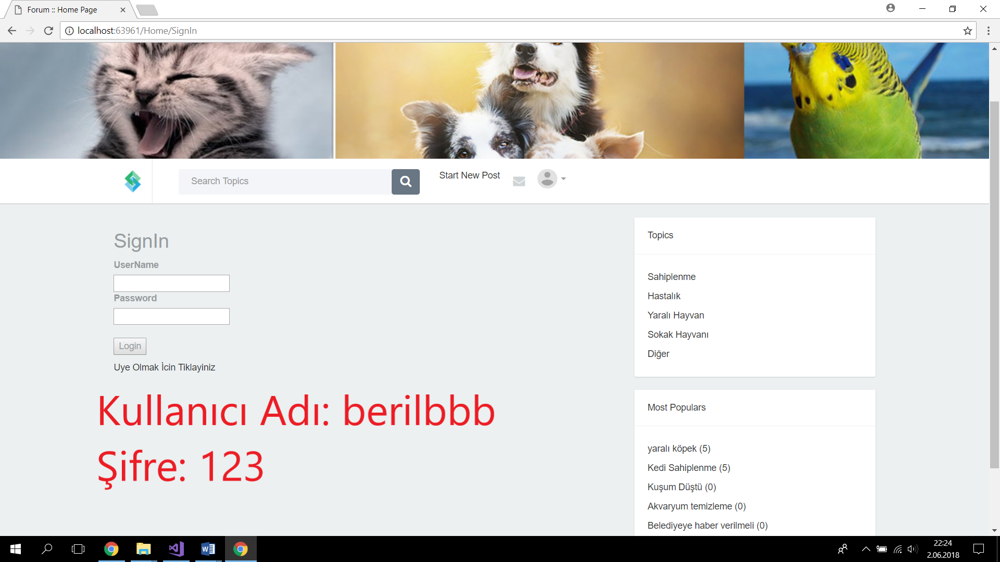 Forum :: Home Page
localhost:63961/Home/SignIn
Search Topics
Start New Post
SignIn
UserName
Password
Login
Uye Olmak İcin Tiklayiniz
Kullanıcı Adı: berilbbb
Şifre: 123
Topics
Sahiplenme
Hastalık
Yaralı Hayvan
Sokak Hayvanı
Diğer
Most Populars
yaralı köpek (5)
Kedi Sahiplenme (5)
Kuşum Düştü (0)
Akvaryum temizleme (0)
Belediyeye haber verilmeli (0)
22:24
2.06.2018